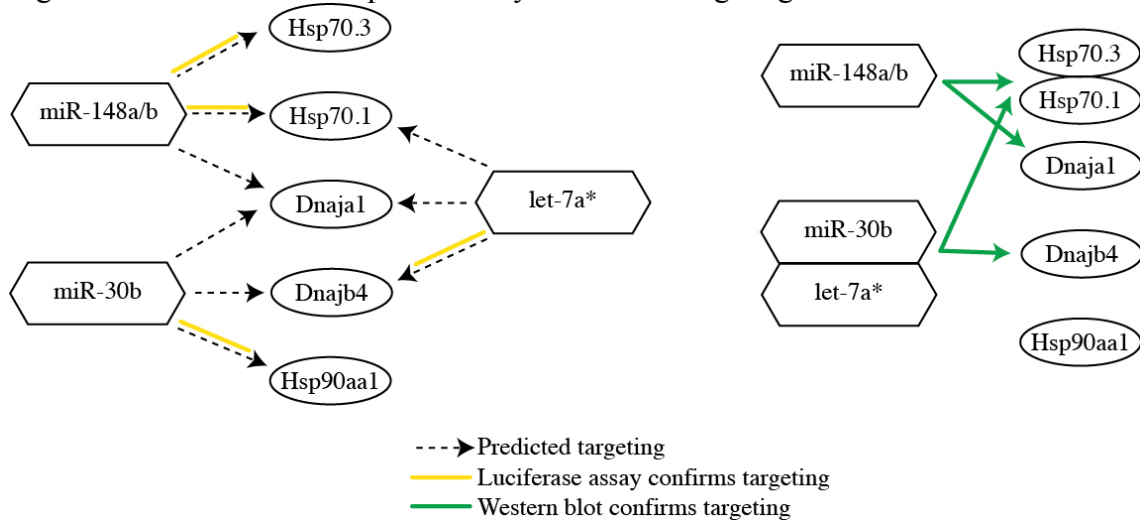 Hsp70.3
miR-148a/b
Hsp70.1
Dnaja1
let-7a*
miR-30b
Dnajb4
Hsp90aa1
miR-148a/b
Hsp70.3
Hsp70.1
Dnaja1
miR-30b
let-7a*
Dnajb4
Hsp90aa1
Predicted targeting
Luciferase assay confirms targeting
Western blot confirms targeting